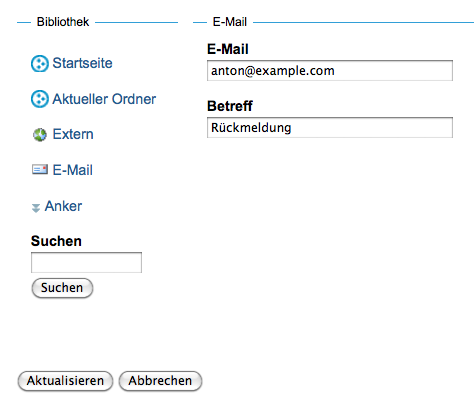 Bibliothek
Startseite
Aktueller Ordner
Extern
E-Mail
Anker
Suchen
Suchen
E-Mail
E-Mail
anton@example.com
Betreff
Rückmeldung
Aktualisieren
Abbrechen